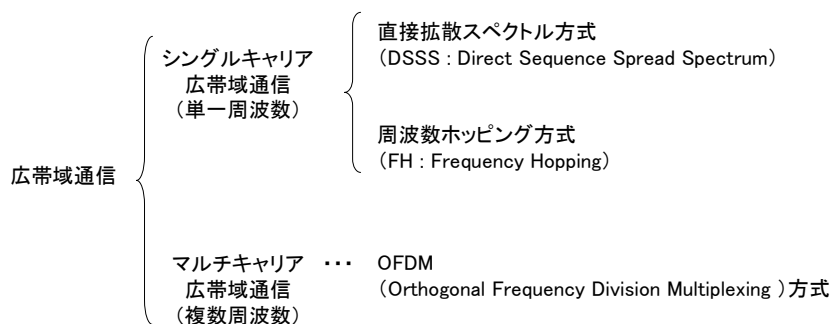 広帯域通信
シングルキャリア
広帯域通信
（単一周波数）
直接拡散スペクトル方式
（DSSS : Direct Sequence Spread Spectrum）
周波数ホッピング方式
（FH : Frequency Hopping）
マルチキャリア ・・・ OFDM
広帯域通信 （Orthogonal Frequency Division Multiplexing ）方式
（複数周波数）